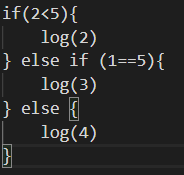 if(2<5){
    log(2)
} else if (1==5){
    log(3)
} else {
    log(4)
}